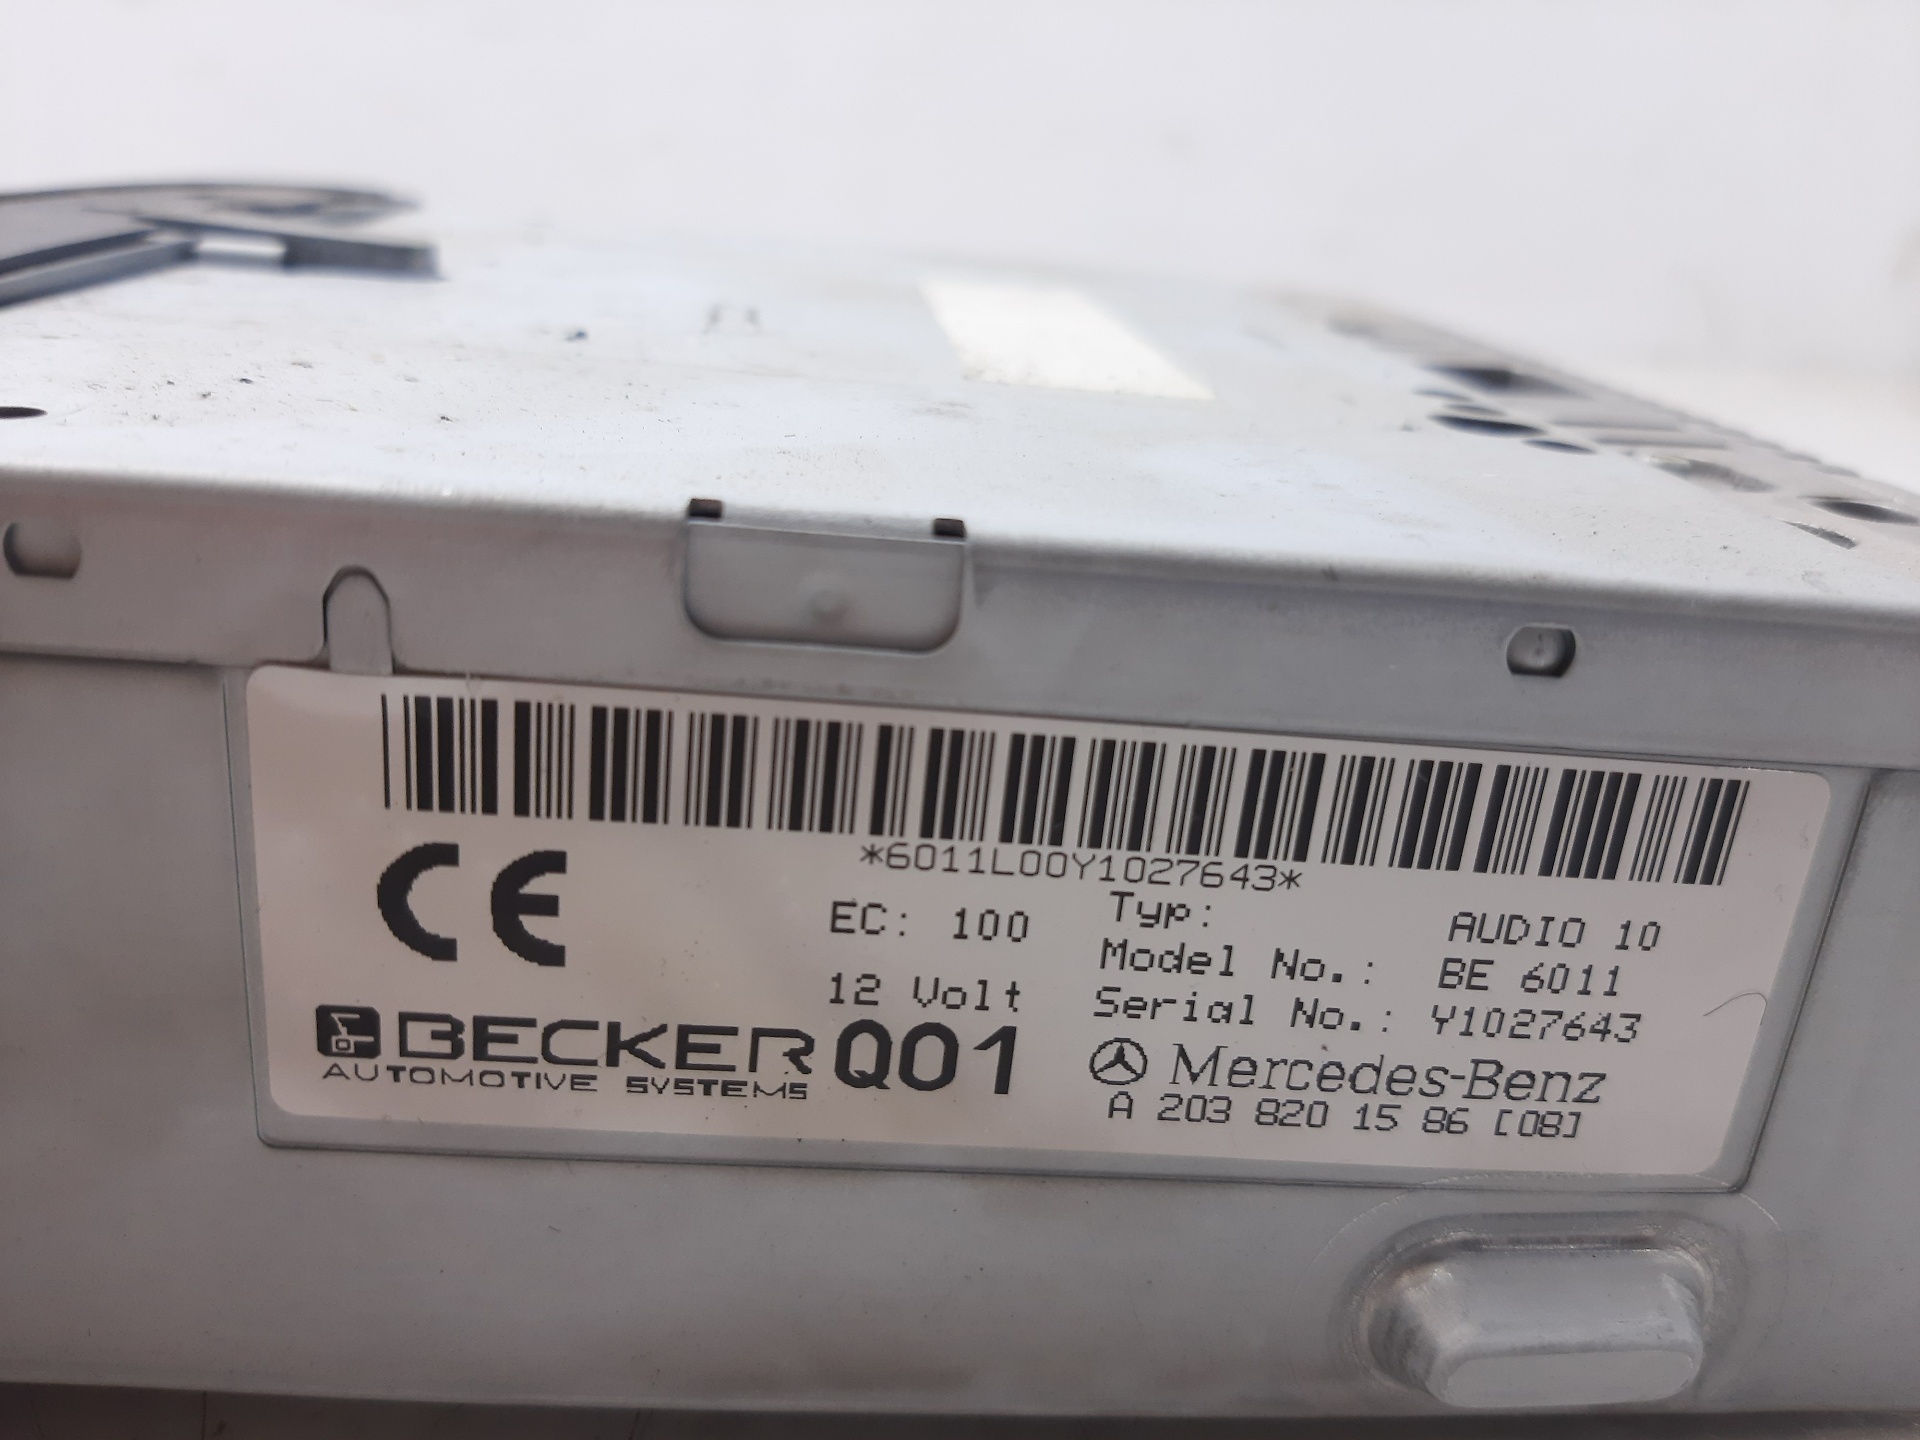 *6011L00Y1027643*
CE
EC: 100
12 Volt
Typ: AUDIO 10
Model No.: BE 6011
Serial No.: Y1027643
BECKER Q01
AUTOMOTIVE SYSTEMS
Mercedes-Benz
A 203 820 15 86 [08]